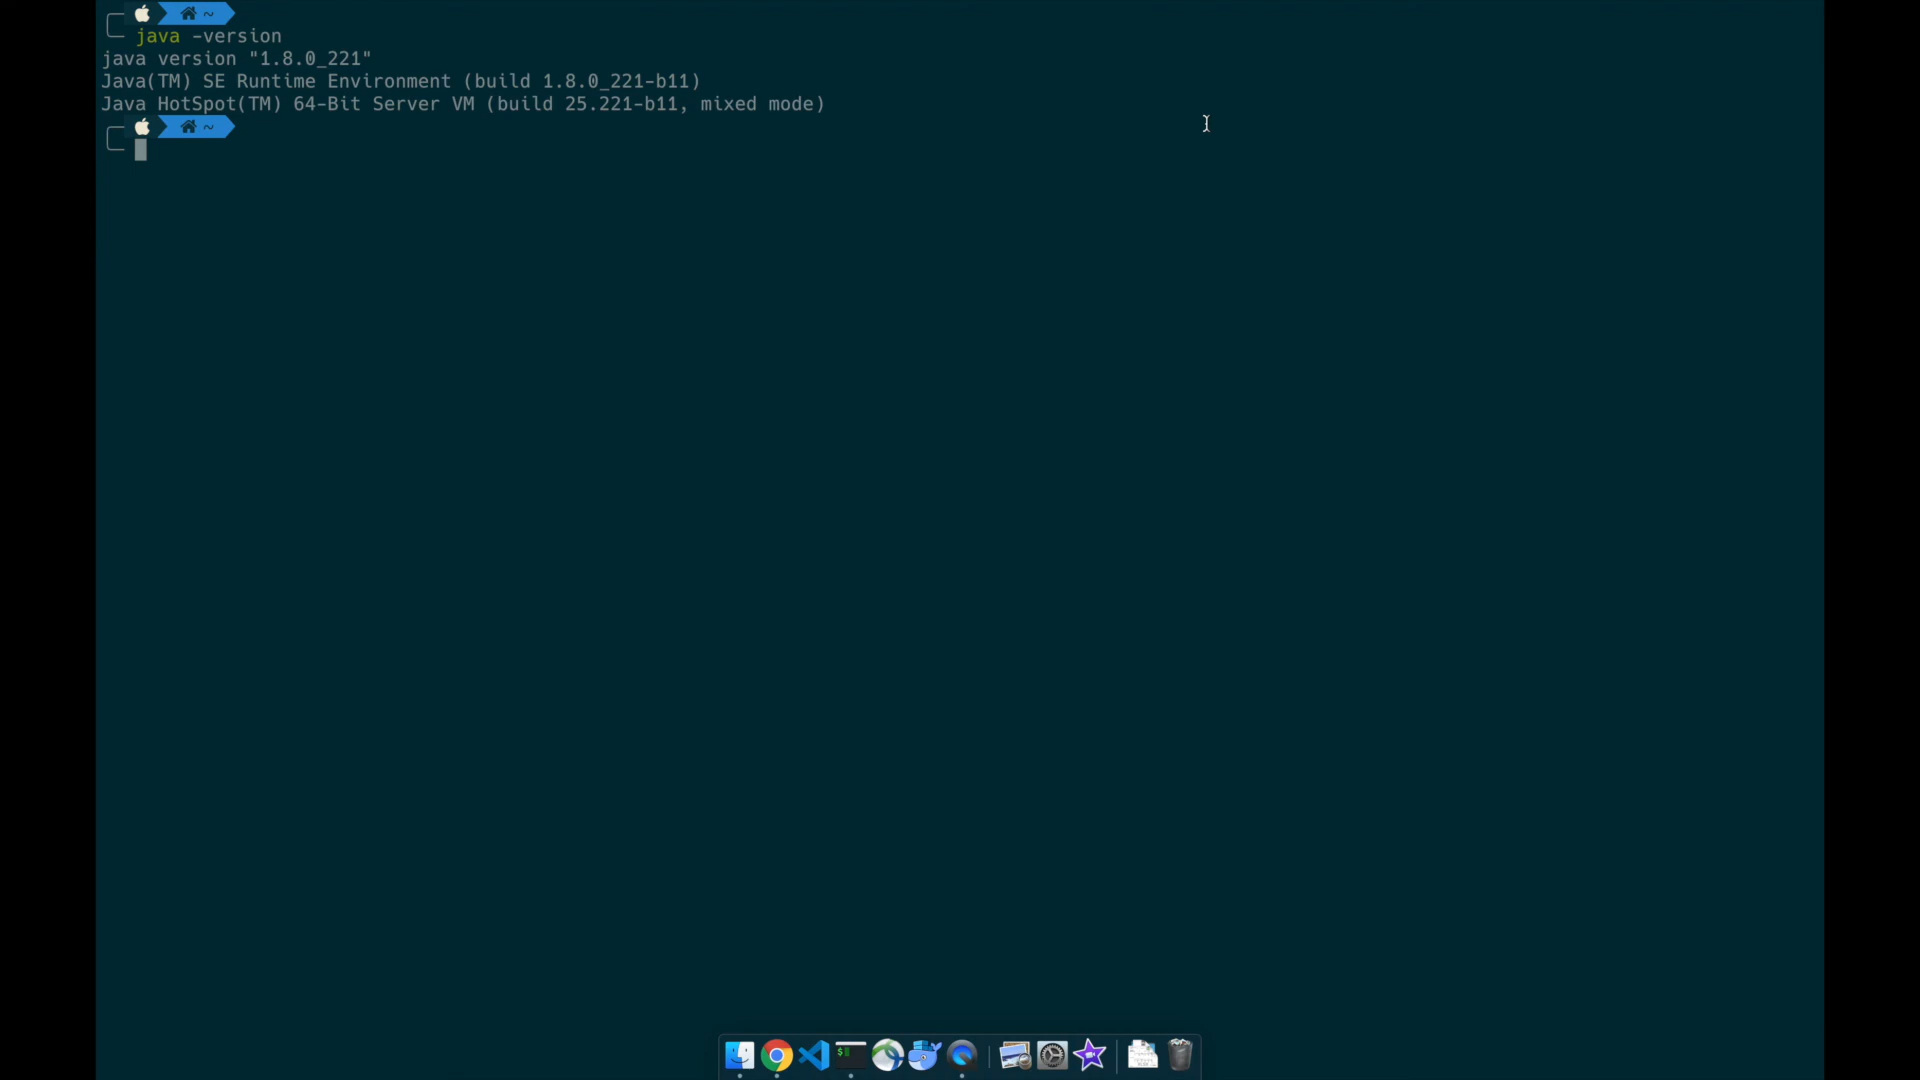 ~
java -version
java version "1.8.0_221"
Java(TM) SE Runtime Environment (build 1.8.0_221-b11)
Java HotSpot(TM) 64-Bit Server VM (build 25.221-b11, mixed mode)
~
$